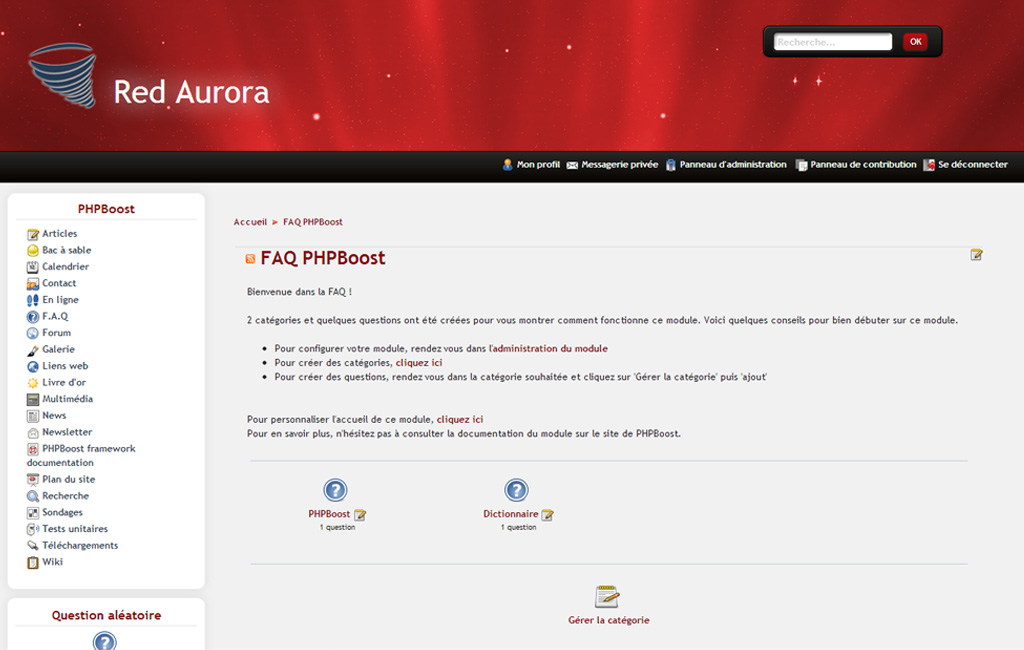 Recherche...
OK
Red Aurora
Mon profil Messagerie privée Panneau d'administration Panneau de contribution Se déconnecter
PHPBoost
Articles
Bac à sable
Calendrier
Contact
En ligne
F.A.Q
Forum
Galerie
Liens web
Livre d'or
Multimédia
News
Newsletter
PHPBoost framework
documentation
Plan du site
Recherche
Sondages
Tests unitaires
Téléchargements
Wiki
Question aléatoire
Accueil ► FAQ PHPBoost
FAQ PHPBoost
Bienvenue dans la FAQ !
2 catégories et quelques questions ont été créées pour vous montrer comment fonctionne ce module. Voici quelques conseils pour bien débuter sur ce module.
• Pour configurer votre module, rendez vous dans l'administration du module
• Pour créer des catégories, cliquez ici
• Pour créer des questions, rendez vous dans la catégorie souhaitée et cliquez sur 'Gérer la catégorie' puis 'ajout'
Pour personnaliser l'accueil de ce module, cliquez ici
Pour en savoir plus, n'hésitez pas à consulter la documentation du module sur le site de PHPBoost.
PHPBoost
1 question
Dictionnaire
1 question
Gérer la catégorie